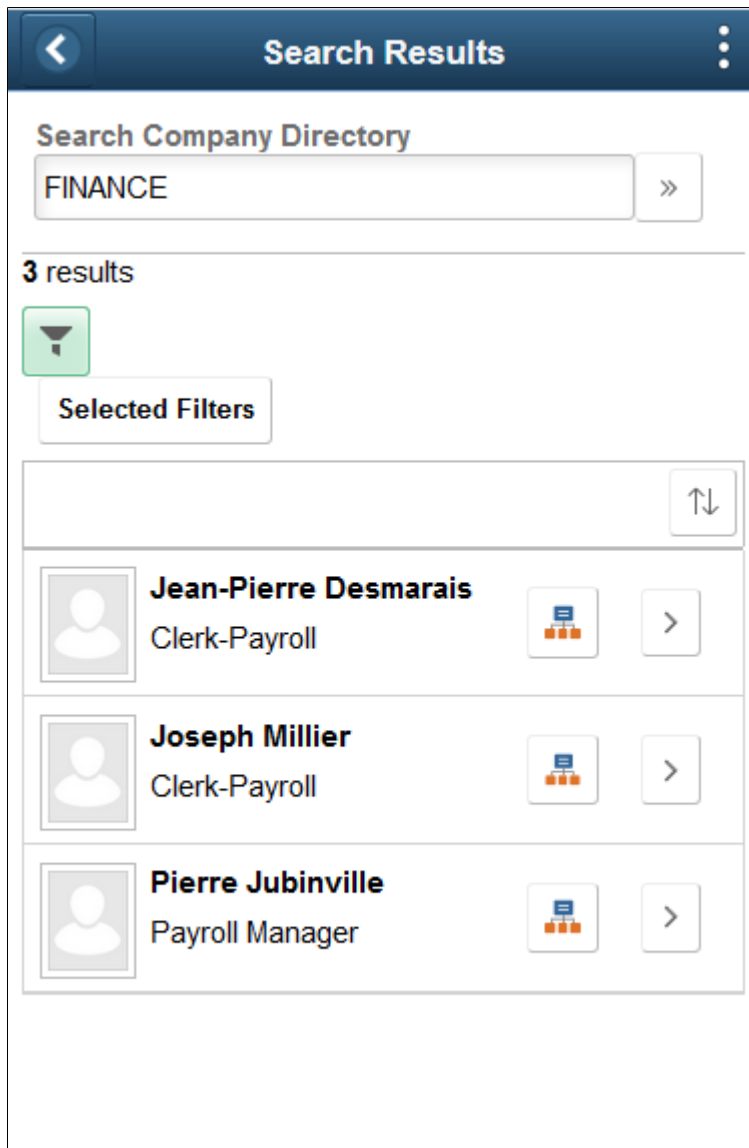 Search Results
Search Company Directory
FINANCE
3 results
Selected Filters
Jean-Pierre Desmarais
Clerk-Payroll
Joseph Millier
Clerk-Payroll
Pierre Jubinville
Payroll Manager